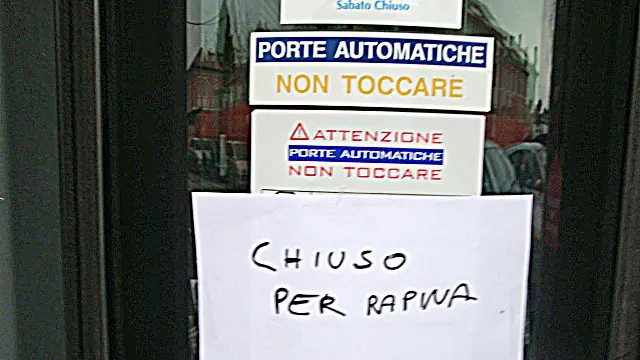 Sabato Chiuso
PORTE AUTOMATICHE
NON TOCCARE
ATTENZIONE
PORTE AUTOMATICHE
NON TOCCARE
CHIUSO
PER RAPINA